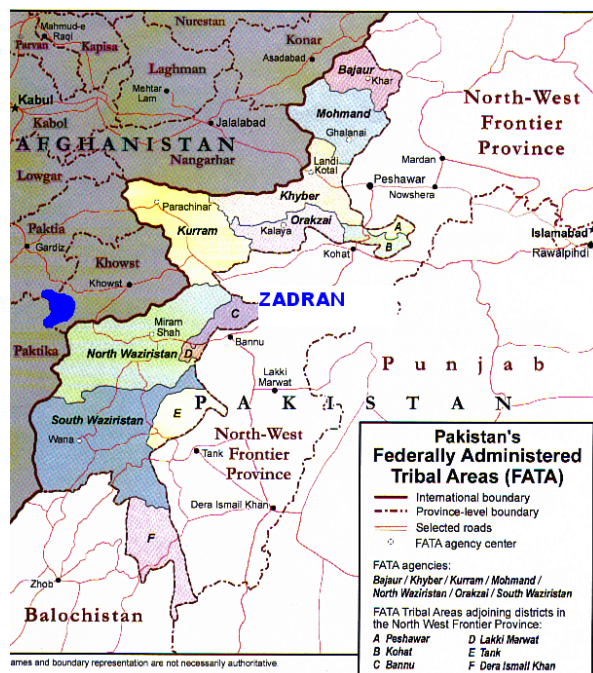 Mahmud-e
Raqi
Nurestan
Parvan
Kapisa
Konar
Asadabad
Laghman
Mehtar
Lam
Bajaur
Khar
Kabul
Kabol
Jalalabad
Mohmand
Ghalanai
North-West
Frontier
Province
AFGHANISTAN
Nangarhar
Landi
Kotal
Mardan
Peshawar
Nowshera
Lowgar
Parachinar
Khyber
Orakzai
Kalaya
Kurram
A
B
Islamabad
Rawalpindi
Paktia
Gardiz
Kohat
Khowst
Khowst
ZADRAN
C
Miram
Shah
North Waziristan
D
Bannu
Paktika
Lakki
Marwat
Punjab
South Waziristan
E
PAKISTAN
Wana
North-West
Frontier
Province
Tank
Dera Ismail Khan
F
Zhob
Balochistan
Pakistan's
Federally Administered
Tribal Areas (FATA)
International boundary
Province-level boundary
Selected roads
FATA agency center
FATA agencies:
Bajaur / Khyber / Kurram / Mohmand /
North Waziristan / Orakzai / South Waziristan
FATA Tribal Areas adjoining districts in
the North West Frontier Province:
A Peshawar D Lakki Marwat
B Kohat E Tank
C Bannu F Dera Ismail Khan
ames and boundary representation are not necessarily authoritative.